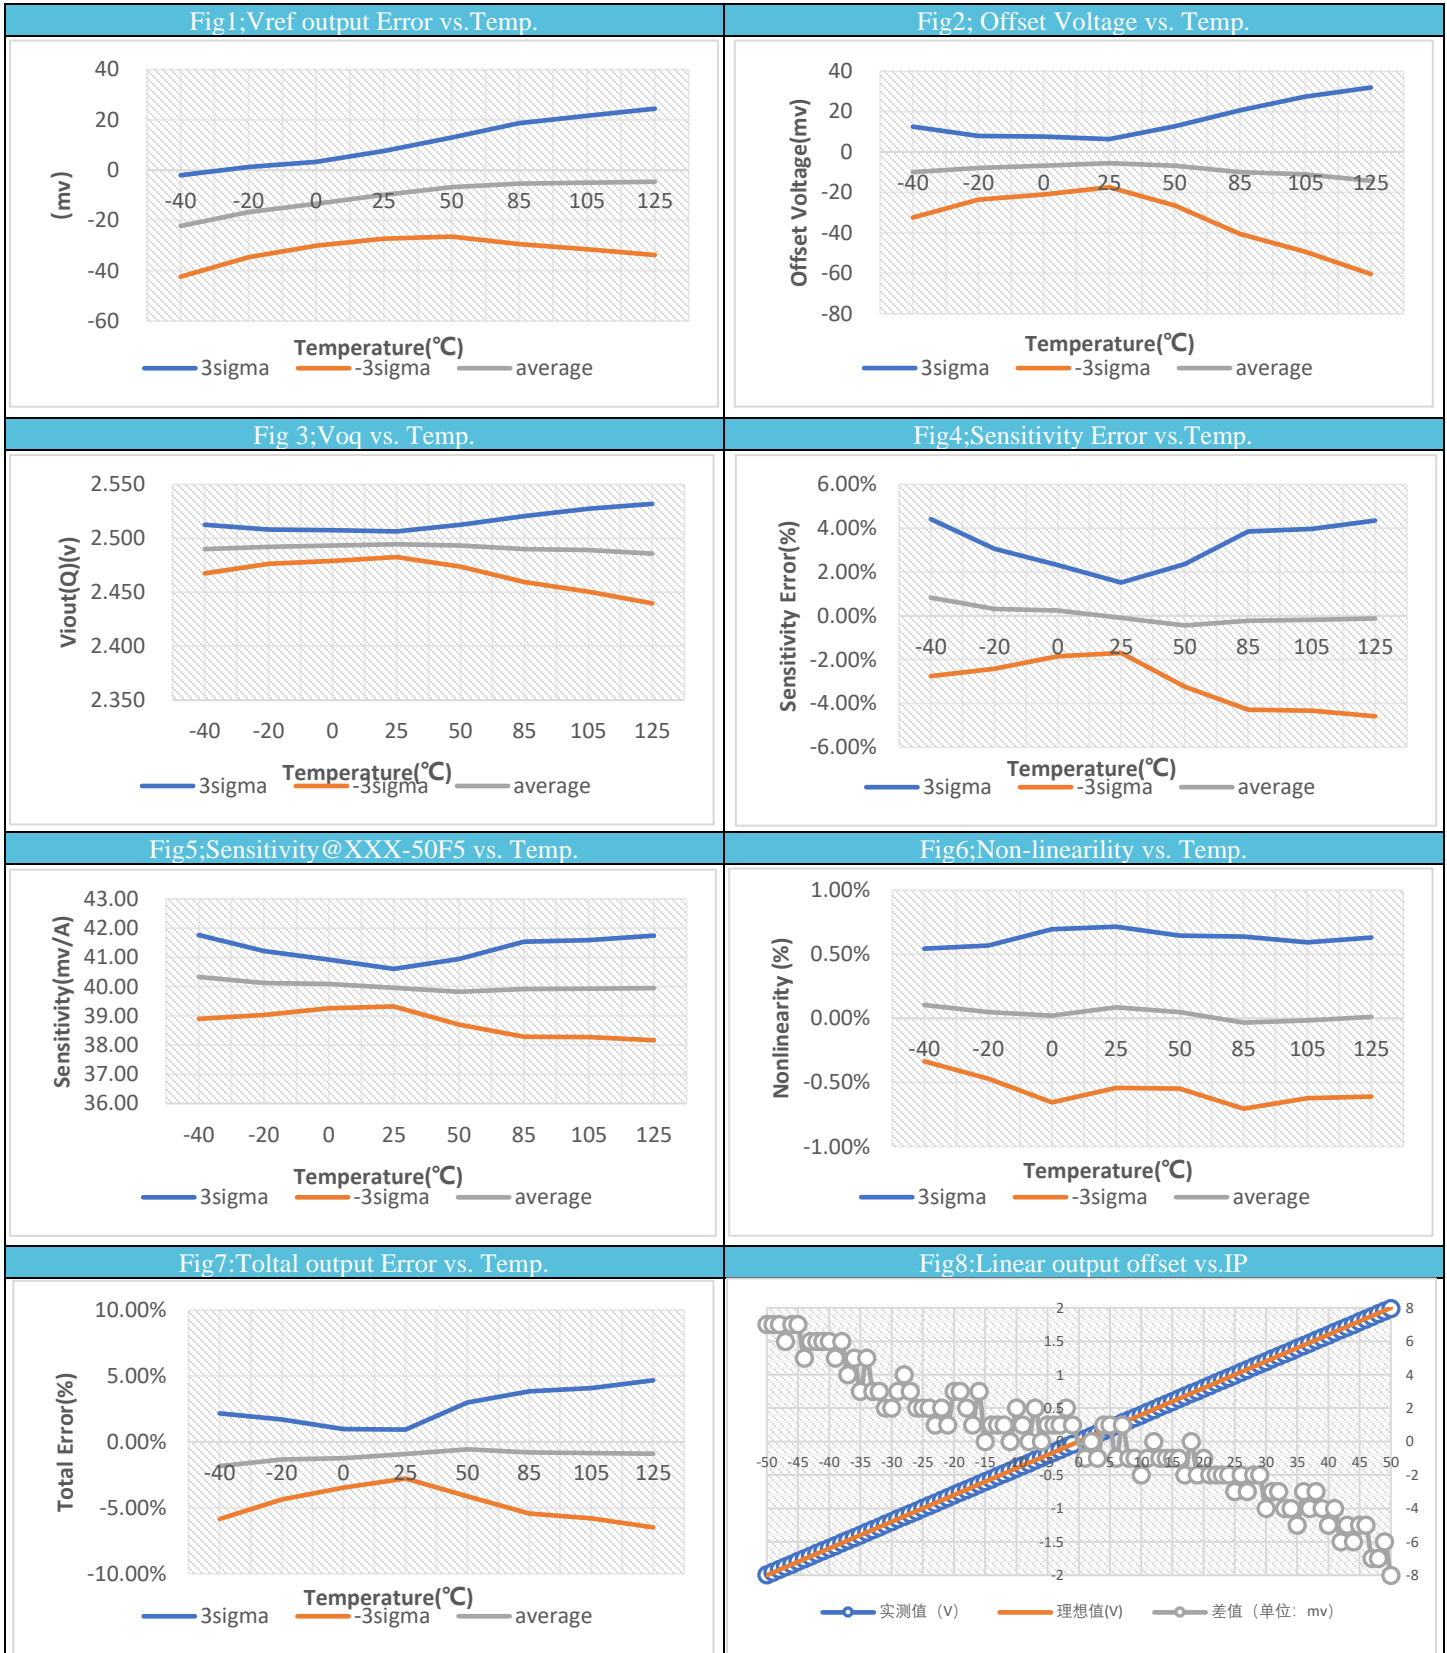 Fig1;Vref output Error vs.Temp.
40
20
0
-20
-40
-60
(mv)
-40 -20 0 25 50 85 105 125
Temperature(℃)
3sigma -3sigma average
Fig2; Offset Voltage vs. Temp.
40
20
0
-20
-40
-60
-80
Offset Voltage(mv)
-40 -20 0 25 50 85 105 125
Temperature(℃)
3sigma -3sigma average
Fig 3;Voq vs. Temp.
2.550
2.500
2.450
2.400
2.350
Viout(Q)(v)
-40 -20 0 25 50 85 105 125
Temperature(℃)
3sigma -3sigma average
Fig4;Sensitivity Error vs.Temp.
6.00%
4.00%
2.00%
0.00%
-2.00%
-4.00%
-6.00%
Sensitivity Error(%)
-40 -20 0 25 50 85 105 125
Temperature(℃)
3sigma -3sigma average
Fig5;Sensitivity@XXX-50F5 vs. Temp.
43.00
42.00
41.00
40.00
39.00
38.00
37.00
36.00
Sensitivity(mv/A)
-40 -20 0 25 50 85 105 125
Temperature(℃)
3sigma -3sigma average
Fig6;Non-linearility vs. Temp.
1.00%
0.50%
0.00%
-0.50%
-1.00%
Nonlinearity (%)
-40 -20 0 25 50 85 105 125
Temperature(℃)
3sigma -3sigma average
Fig7:Toltal output Error vs. Temp.
10.00%
5.00%
0.00%
-5.00%
-10.00%
Total Error(%)
-40 -20 0 25 50 85 105 125
Temperature(℃)
3sigma -3sigma average
Fig8:Linear output offset vs.IP
2
1.5
1
0.5
0
-0.5
-1
-1.5
-2
8
6
4
2
0
-2
-4
-6
-8
-50 -45 -40 -35 -30 -25 -20 -15 -10 -5 0 5 10 15 20 25 30 35 40 45 50
实测值（V） 理想值(V) 差值（单位：mv）